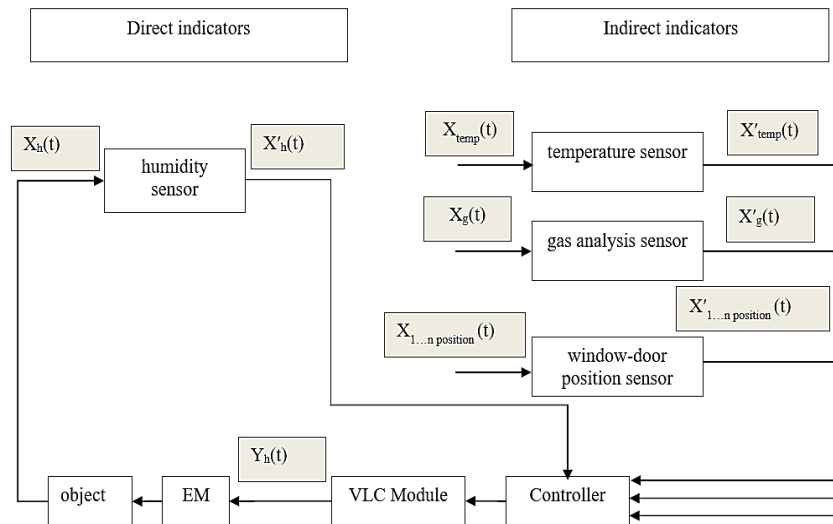 Direct indicators
Indirect indicators
Xh(t)
X′h(t)
humidity
sensor
Xtemp(t)
temperature sensor
X′temp(t)
Xg(t)
gas analysis sensor
X′g(t)
X1…n position (t)
window-door
position sensor
X′1…n position (t)
Yh(t)
object
EM
VLC Module
Controller